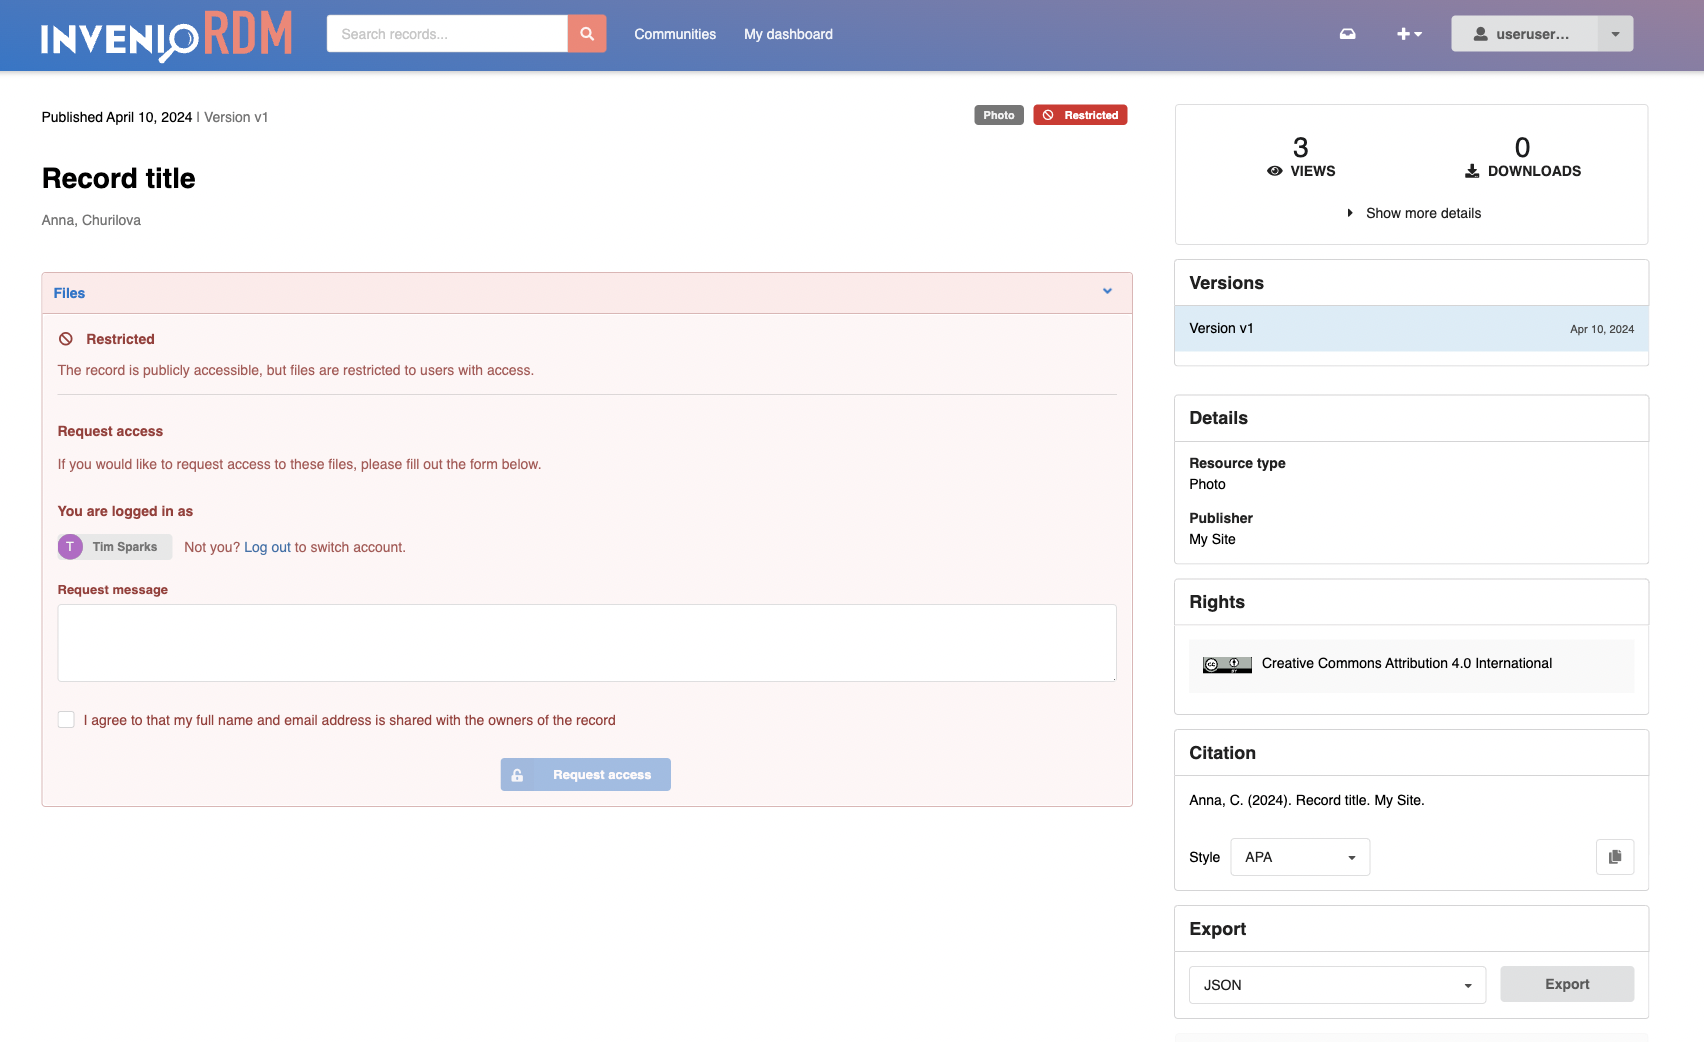 INVENIORDM
Search records...
Communities
My dashboard
useruser...
Published April 10, 2024 | Version v1
Photo
Restricted
Record title
Anna, Churilova
Files
Restricted
The record is publicly accessible, but files are restricted to users with access.
Request access
If you would like to request access to these files, please fill out the form below.
You are logged in as
T Tim Sparks Not you? Log out to switch account.
Request message
I agree to that my full name and email address is shared with the owners of the record
Request access
3
VIEWS
0
DOWNLOADS
Show more details
Versions
Version v1
Apr 10, 2024
Details
Resource type
Photo
Publisher
My Site
Rights
cc
BY
Creative Commons Attribution 4.0 International
Citation
Anna, C. (2024). Record title. My Site.
Style APA
Export
JSON
Export